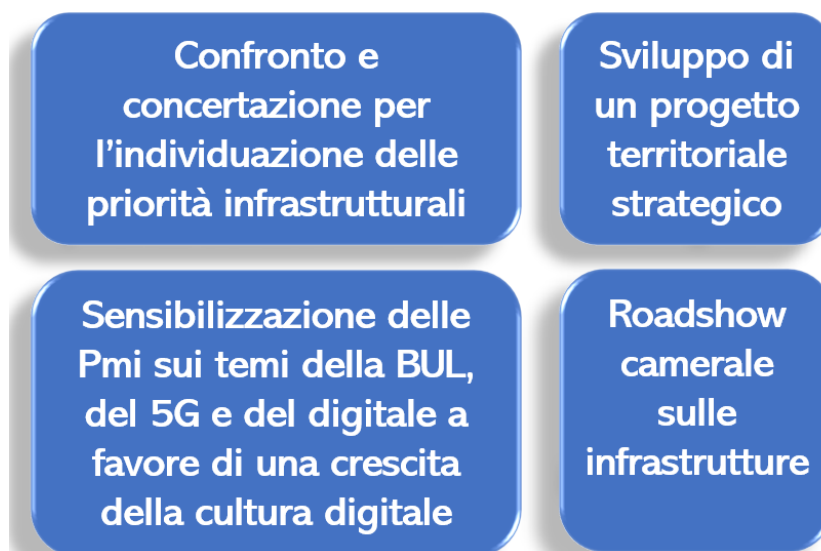 Confronto e
concertazione per
l'individuazione delle
priorità infrastrutturali
Sviluppo di
un progetto
territoriale
strategico
Sensibilizzazione delle
Pmi sui temi della BUL,
del 5G e del digitale a
favore di una crescita
della cultura digitale
Roadshow
camerale
sulle
infrastrutture